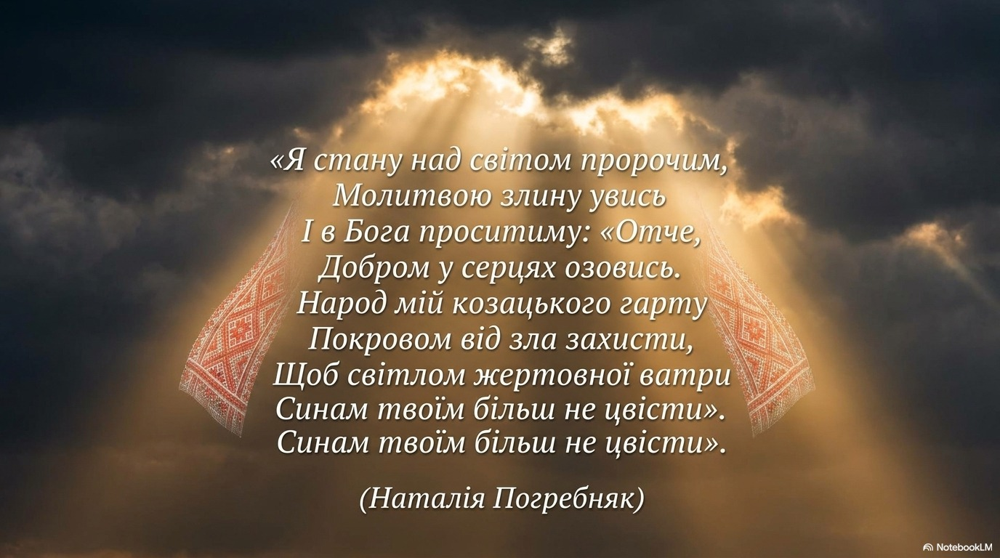 «Я стану над світом пророчим,
Молитвою злину увись
І в Бога проситиму: «Отче,
Добром у серцях озовись.
Народ мій козацького гарту
Покровом від зла захисти,
Щоб світлом жертовної ватри
Синам твоїм більш не цвісти».
Синам твоїм більш не цвісти».
(Наталія Погребняк)
NotebookLM